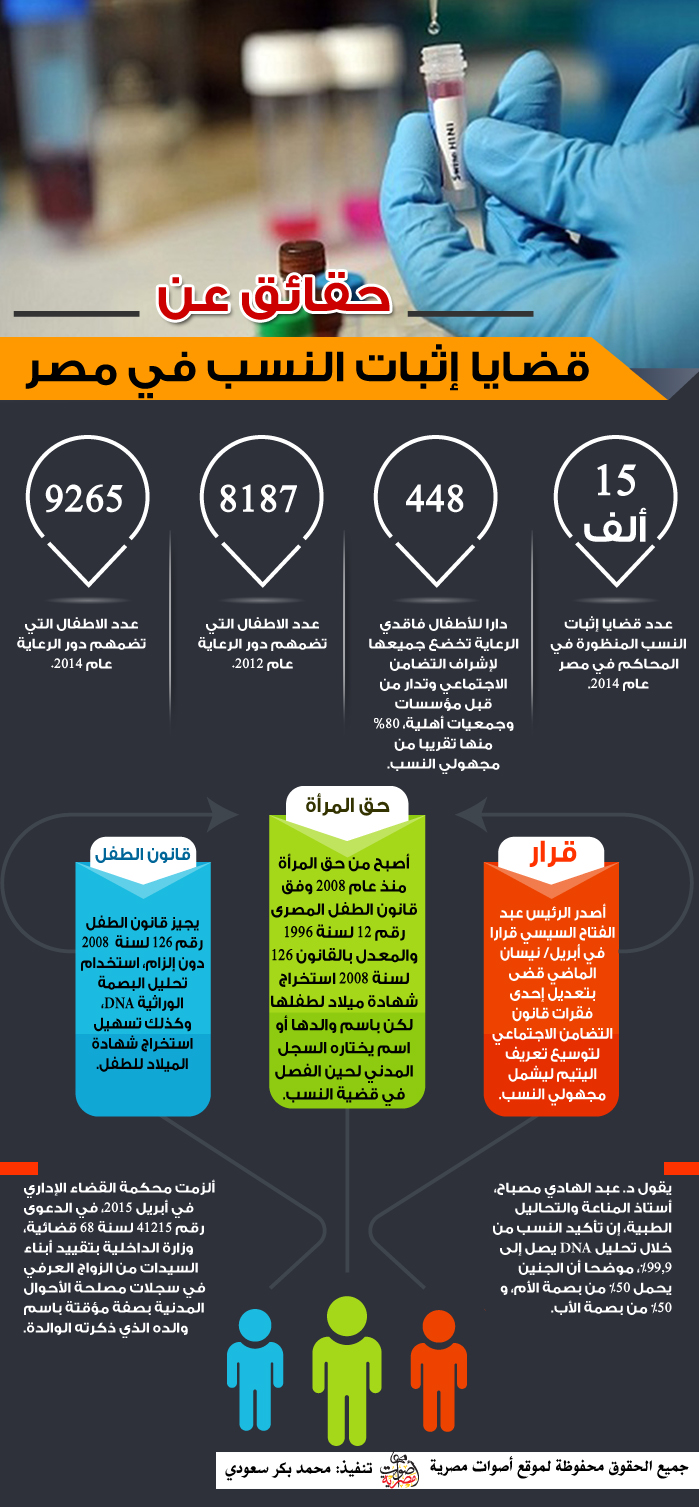 Swine H1N1
حقائق عن
قضايا إثبات النسب في مصر
15
ألف
عدد قضايا إثبات
النسب المنظورة في
المحاكم في مصر
عام 2014.
448
دارا للأطفال فاقدي
الرعاية تخضع جميعها
لإشراف التضامن
الاجتماعي وتدار من
قبل مؤسسات
وجمعيات أهلية، 80%
منها تقريبا من
مجهولي النسب.
8187
عدد الاطفال التي
تضمهم دور الرعاية
عام 2012.
9265
عدد الاطفال التي
تضمهم دور الرعاية
عام 2014.
قرار
أصدر الرئيس عبد
الفتاح السيسي قرارا
في أبريل/ نيسان
الماضي قضى
بتعديل إحدى
فقرات قانون
التضامن الاجتماعي
لتوسيع تعريف
اليتيم ليشمل
مجهولي النسب.
حق المرأة
أصبح من حق المرأة
منذ عام 2008 وفق
قانون الطفل المصرى
رقم 12 لسنة 1996
والمعدل بالقانون 126
لسنة 2008 استخراج
شهادة ميلاد لطفلها
لكن باسم والدها أو
اسم يختاره السجل
المدني لحين الفصل
في قضية النسب.
قانون الطفل
يجيز قانون الطفل
رقم 126 لسنة 2008
دون إلزام، استخدام
تحليل البصمة
الوراثية DNA،
وكذلك تسهيل
استخراج شهادة
الميلاد للطفل.
يقول د. عبد الهادي مصباح،
أستاذ المناعة والتحاليل
الطبية، إن تأكيد النسب من
خلال تحليل DNA يصل إلى
99,9٪، موضحا أن الجنين
يحمل 50٪ من بصمة الأم، و
50٪ من بصمة الأب.
ألزمت محكمة القضاء الإداري
في أبريل 2015، في الدعوى
رقم 41215 لسنة 68 قضائية،
وزارة الداخلية بتقييد أبناء
السيدات من الزواج العرفي
في سجلات مصلحة الأحوال
المدنية بصفة مؤقتة باسم
والده الذي ذكرته الوالدة.
جميع الحقوق محفوظة لموقع أصوات مصرية
أصوات مصرية
تنفيذ: محمد بكر سعودي